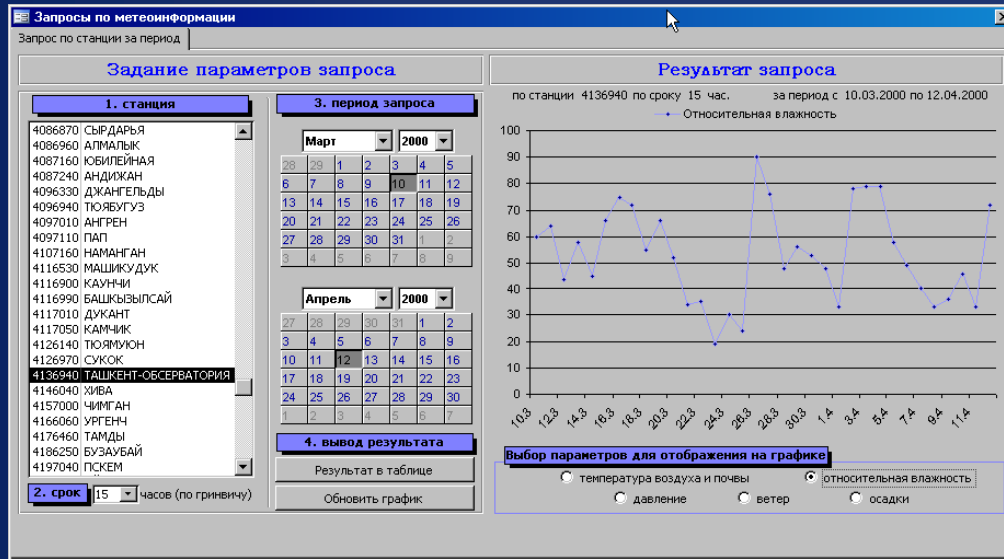 Запросы по метеоинформации
Запрос по станции за период
Задание параметров запроса
1. станция
4086870 СЫРДАРЬЯ
4086960 АЛМАЛЫК
4087160 ЮБИЛЕЙНАЯ
4087240 АНДИЖАН
4096330 ДЖАНГЕЛЬДЫ
4096940 ТЮЯБУГУЗ
4097010 АНГРЕН
4097110 ПАП
4107160 НАМАНГАН
4116530 МАШИКУДУК
4116900 КАУНЧИ
4116990 БАШКЫЗЫЛСАЙ
4117010 ДУКАНТ
4117050 КАМЧИК
4126140 ТЮЯМУЮН
4126970 СУКОК
4136940 ТАШКЕНТ-ОБСЕРВАТОРИЯ
4146040 ХИВА
4157000 ЧИМГАН
4166060 УРГЕНЧ
4176460 ТАМДЫ
4186250 БУЗАУБАЙ
4197040 ПСКЕМ
2. срок 15 часов (по гринвичу)
3. период запроса
Март 2000
28 29 1 2 3 4 5
6 7 8 9 10 11 12
13 14 15 16 17 18 19
20 21 22 23 24 25 26
27 28 29 30 31 1 2
3 4 5 6 7 8 9
Апрель 2000
27 28 29 30 31 1 2
3 4 5 6 7 8 9
10 11 12 13 14 15 16
17 18 19 20 21 22 23
24 25 26 27 28 29 30
1 2 3 4 5 6 7
4. вывод результата
Результат в таблице
Обновить график
Результат запроса
по станции 4136940 по сроку 15 час. за период с 10.03.2000 по 12.04.2000
Относительная влажность
100
90
80
70
60
50
40
30
20
10
0
10.3 12.3 14.3 16.3 18.3 20.3 22.3 24.3 26.3 28.3 30.3 1.4 3.4 5.4 7.4 9.4 11.4
Выбор параметров для отображения на графике
температура воздуха и почвы относительная влажность
давление ветер осадки